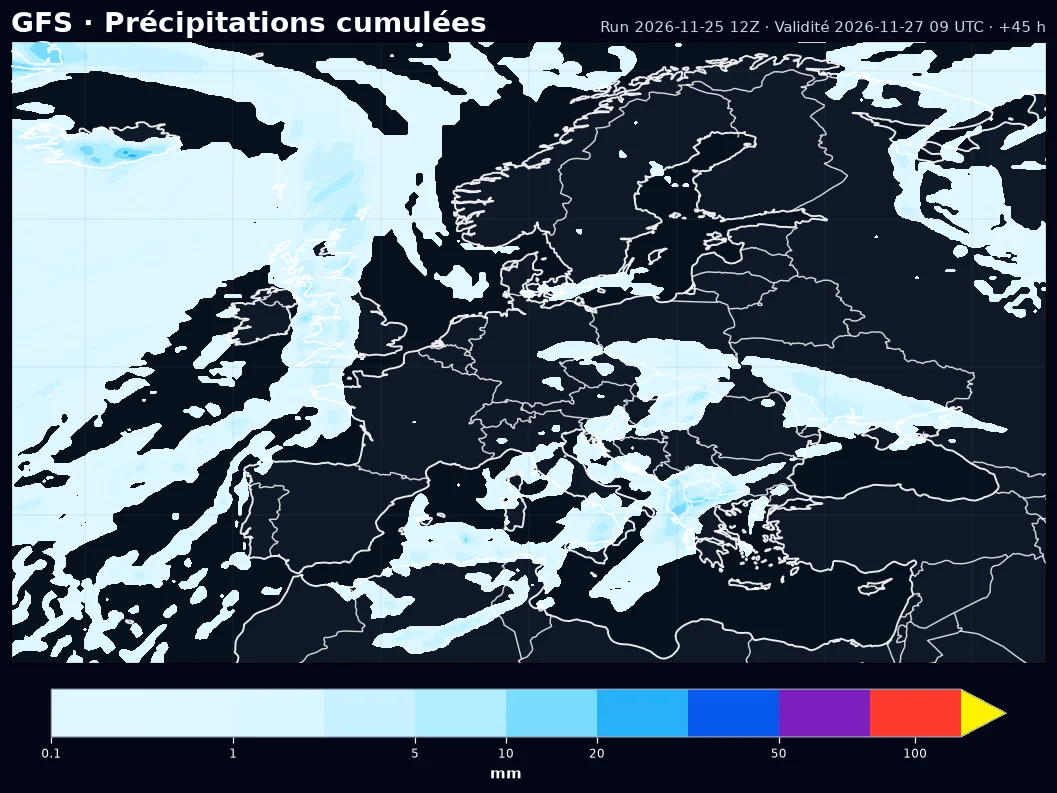 GFS · Précipitations cumulées
Run 2026-11-25 12Z · Validité 2026-11-27 09 UTC · +45 h
0.1 1 5 10 20 50 100
mm